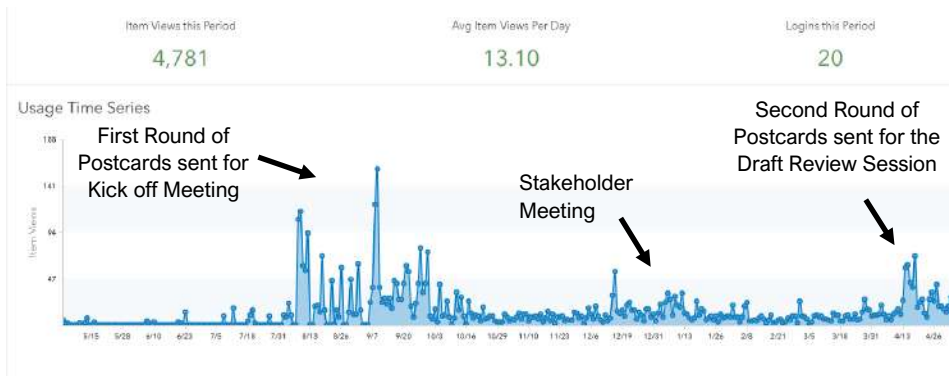 Item Views this Period
Avg Item Views Per Day
Logins this Period
4,781
13.10
20
Usage Time Series
First Round of
Postcards sent for
Kick off Meeting
Stakeholder
Meeting
Second Round of
Postcards sent for the
Draft Review Session
Item Views
188
141
94
47
5/15 5/28 6/10 6/23 7/5 7/18 7/31 8/13 8/26 9/7 9/20 10/3 10/16 10/29 11/10 11/23 12/6 12/19 12/31 1/13 1/26 2/8 2/21 3/5 3/18 3/31 4/13 4/26